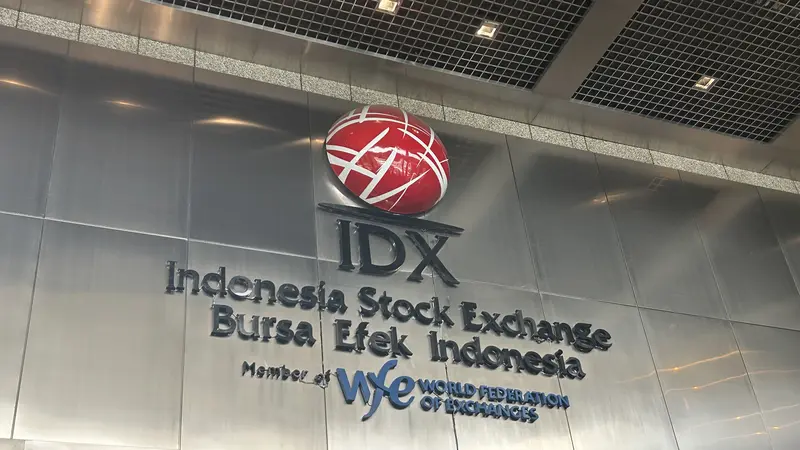 IDX
Indonesia Stock Exchange
Bursa Efek Indonesia
Member of wfe WORLD FEDERATION
OF EXCHANGES